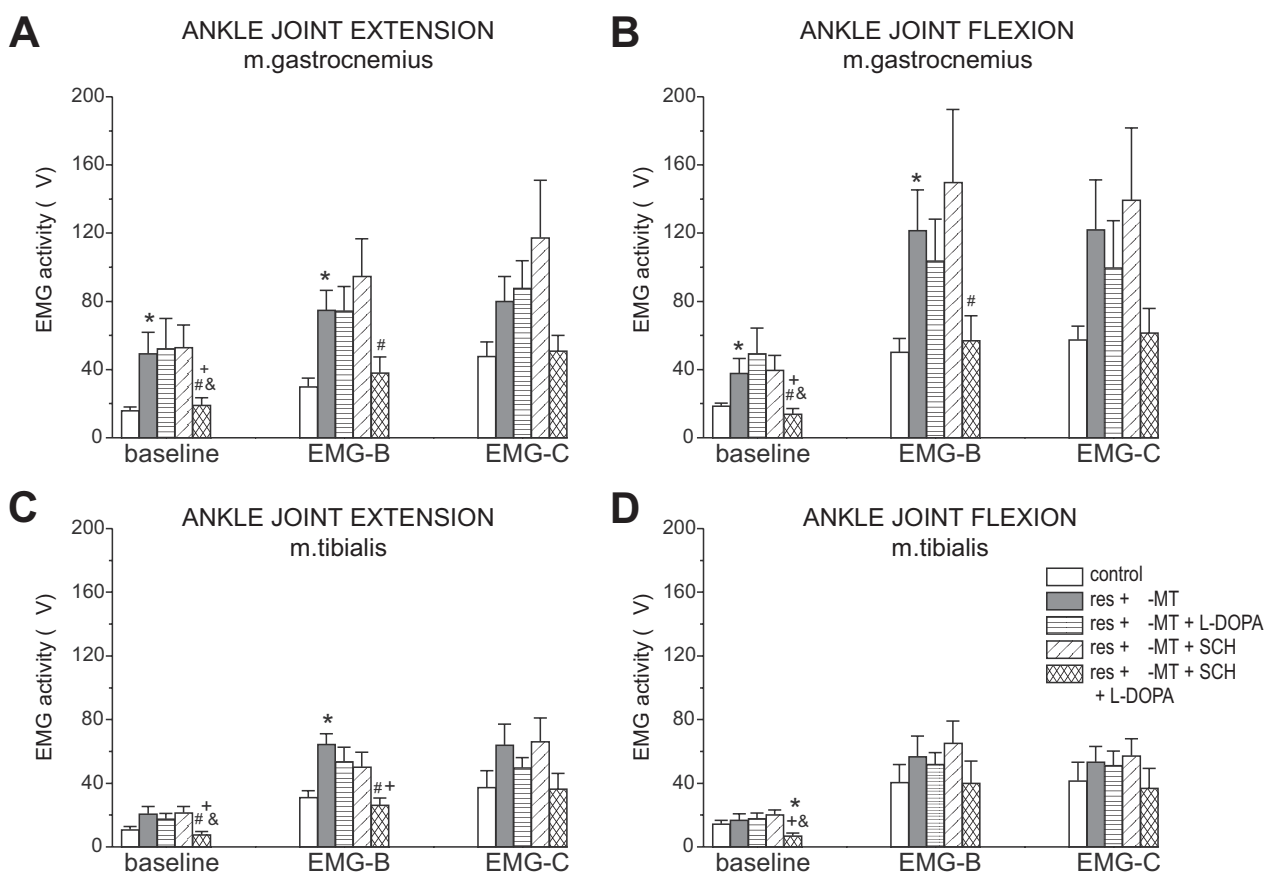 A
ANKLE JOINT EXTENSION
m.gastrocnemius
EMG activity ( V)
200
160
120
80
40
0
*
+
#&
*
#
baseline
EMG-B
EMG-C
B
ANKLE JOINT FLEXION
m.gastrocnemius
EMG activity ( V)
200
160
120
80
40
0
*
+
#&
*
#
baseline
EMG-B
EMG-C
C
ANKLE JOINT EXTENSION
m.tibialis
EMG activity ( V)
200
160
120
80
40
0
+
#&
*
#+
baseline
EMG-B
EMG-C
D
ANKLE JOINT FLEXION
m.tibialis
EMG activity ( V)
200
160
120
80
40
0
*
+&
baseline
EMG-B
EMG-C
control
res + -MT
res + -MT + L-DOPA
res + -MT + SCH
res + -MT + SCH
+ L-DOPA